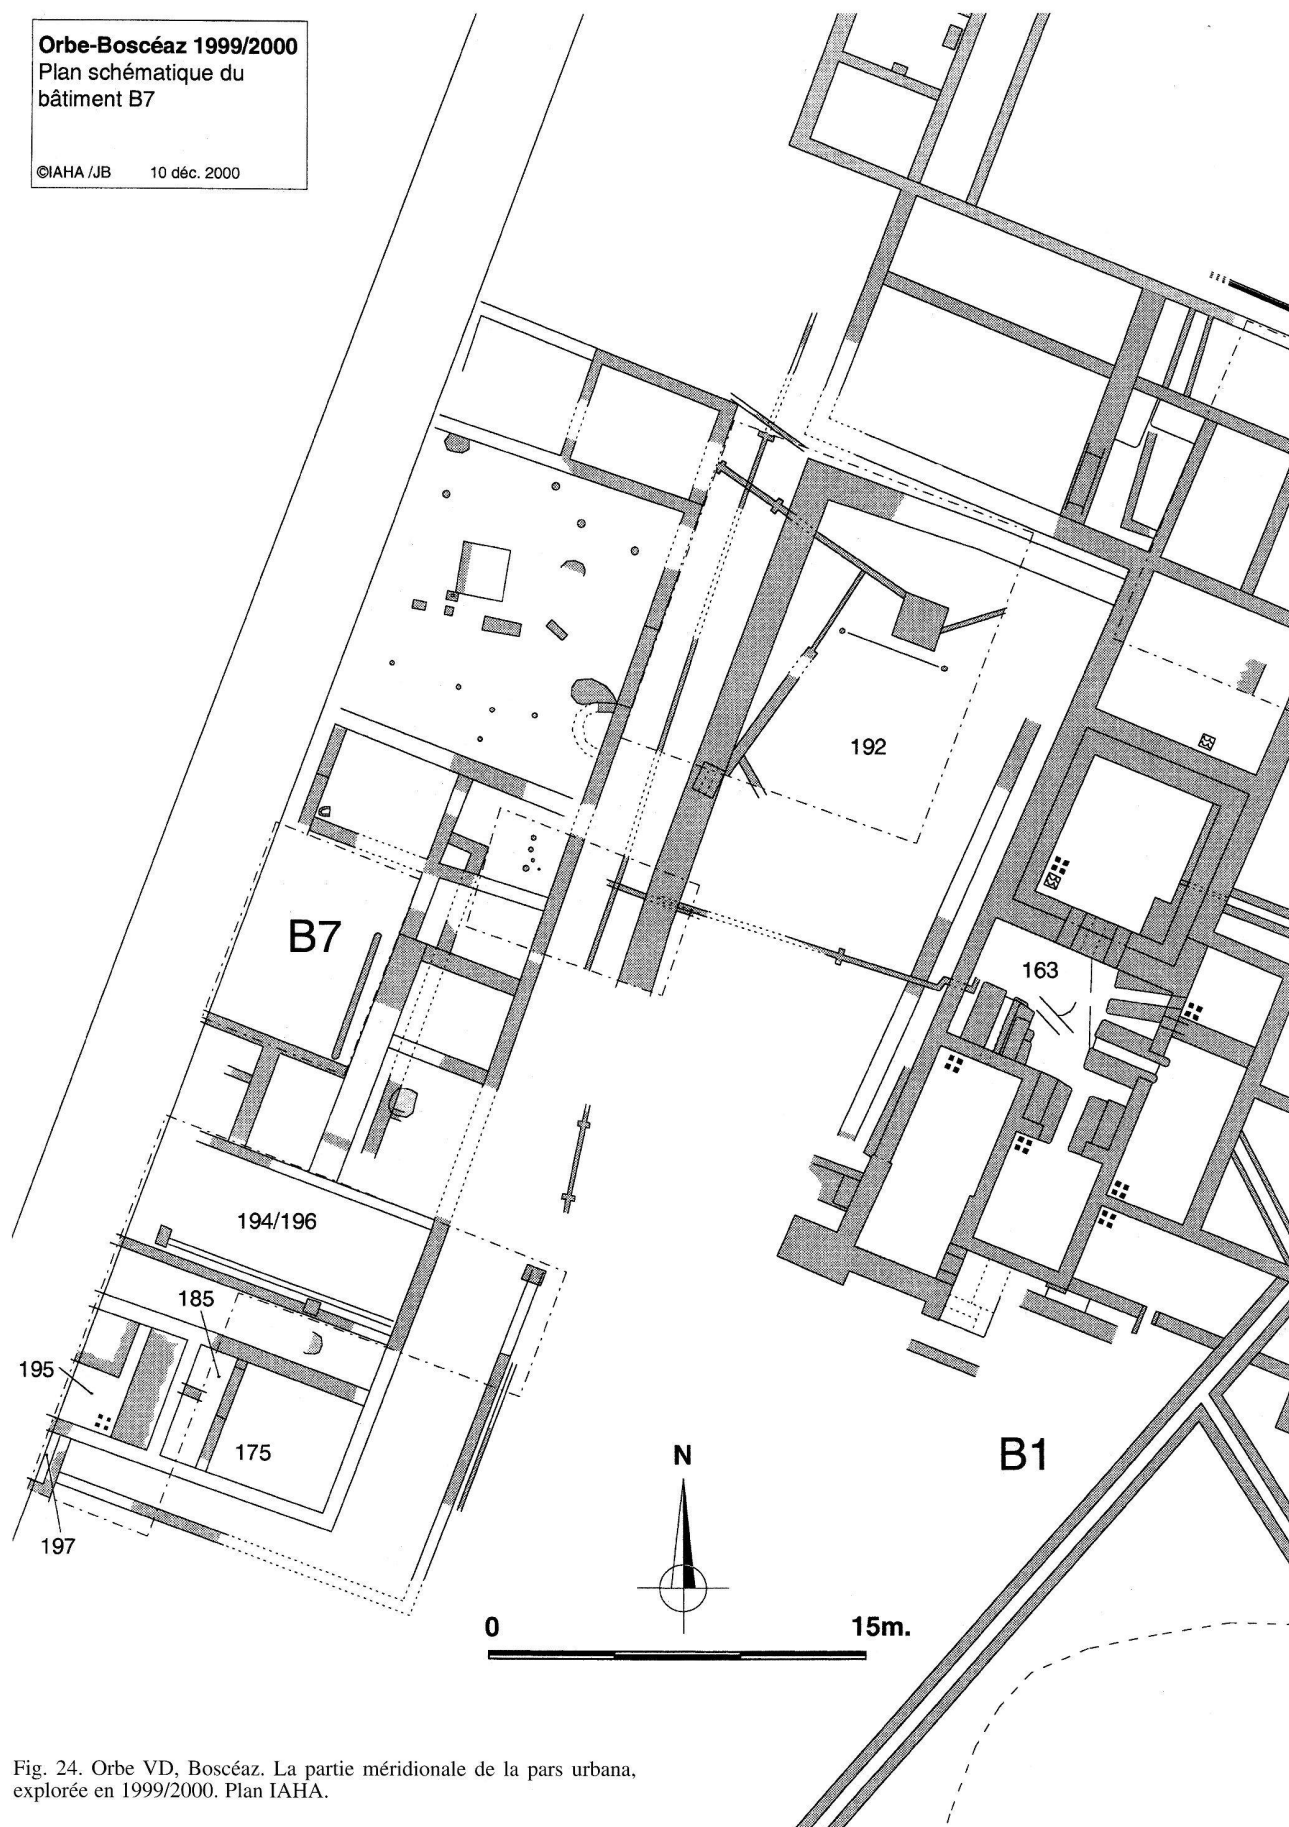 Orbe-Boscéaz 1999/2000
Plan schématique du
bâtiment B7
©IAHA /JB 10 déc. 2000
192
B7
163
194/196
185
195
175
B1
N
197
0 15m.
Fig. 24. Orbe VD, Boscéaz. La partie méridionale de la pars urbana,
explorée en 1999/2000. Plan IAHA.